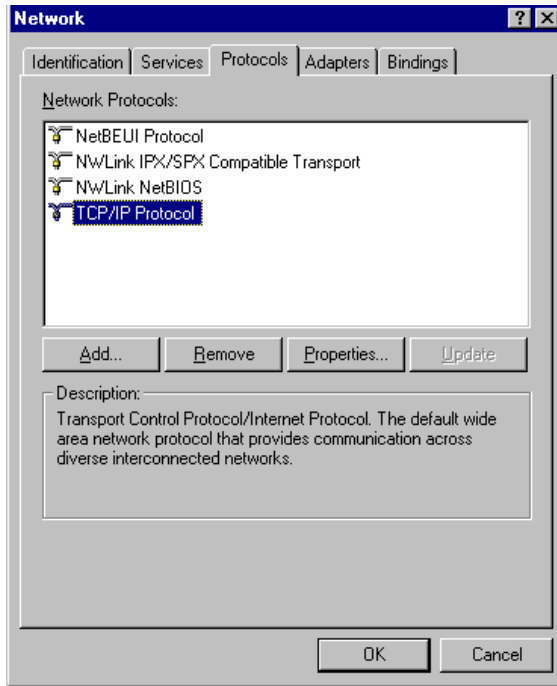 Network
Identification Services Protocols Adapters Bindings
Network Protocols:
NetBEUI Protocol
NWLink IPX/SPX Compatible Transport
NWLink NetBIOS
TCP/IP Protocol
Add... Remove Properties... Update
Description:
Transport Control Protocol/Internet Protocol. The default wide
area network protocol that provides communication across
diverse interconnected networks.
OK Cancel